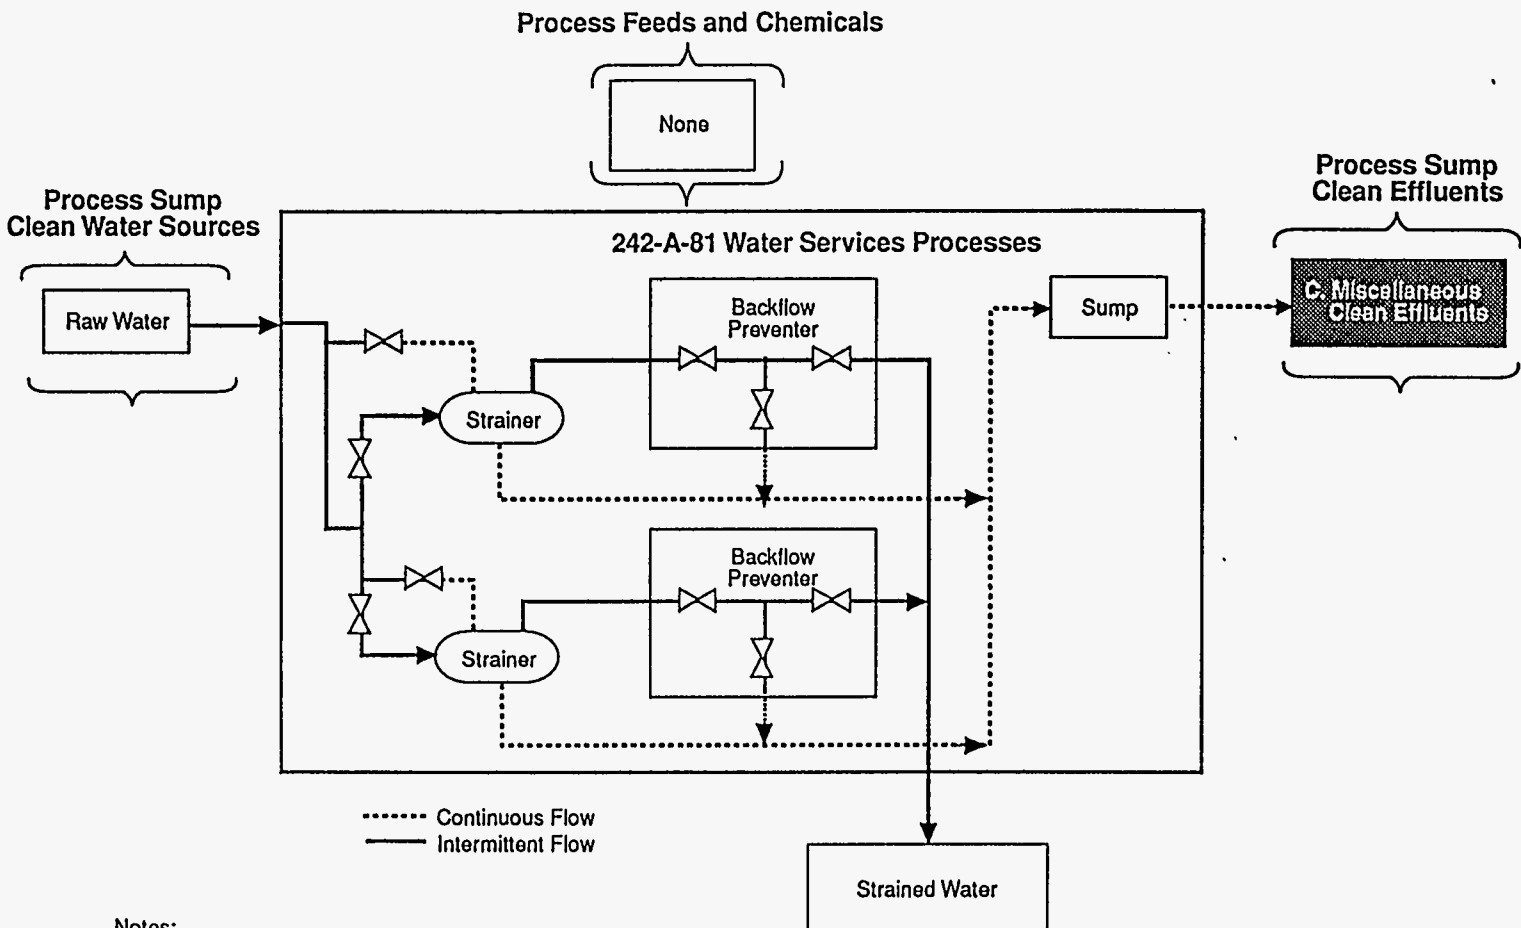 Process Feeds and Chemicals
None
Process Sump
Clean Water Sources
Raw Water
Process Sump
Clean Effluents
C. Miscellaneous
Clean Effluents
242-A-81 Water Services Processes
Backflow
Preventer
Sump
Strainer
Backflow
Preventer
Strainer
Continuous Flow
Intermittent Flow
Strained Water
Notes: